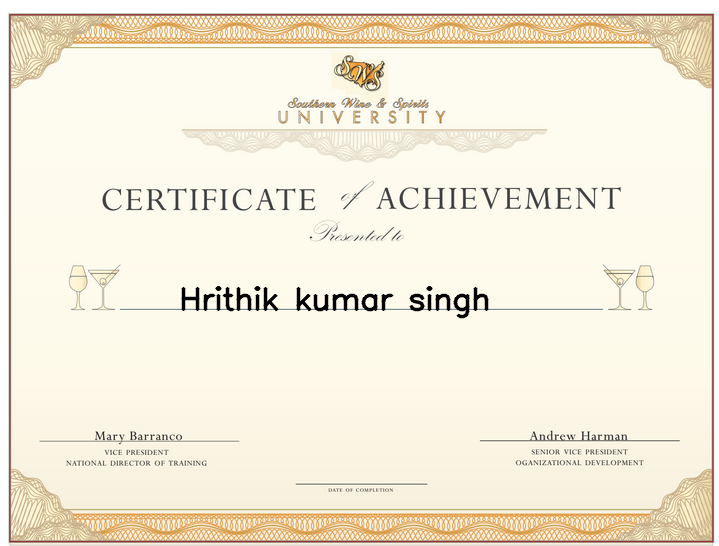 SWS
Southern Wine & Spirits
UNIVERSITY
CERTIFICATE of ACHIEVEMENT
Presented to
Hrithik kumar singh
Mary Barranco
VICE PRESIDENT
NATIONAL DIRECTOR OF TRAINING
Andrew Harman
SENIOR VICE PRESIDENT
OGANIZATIONAL DEVELOPMENT
DATE OF COMPLETION